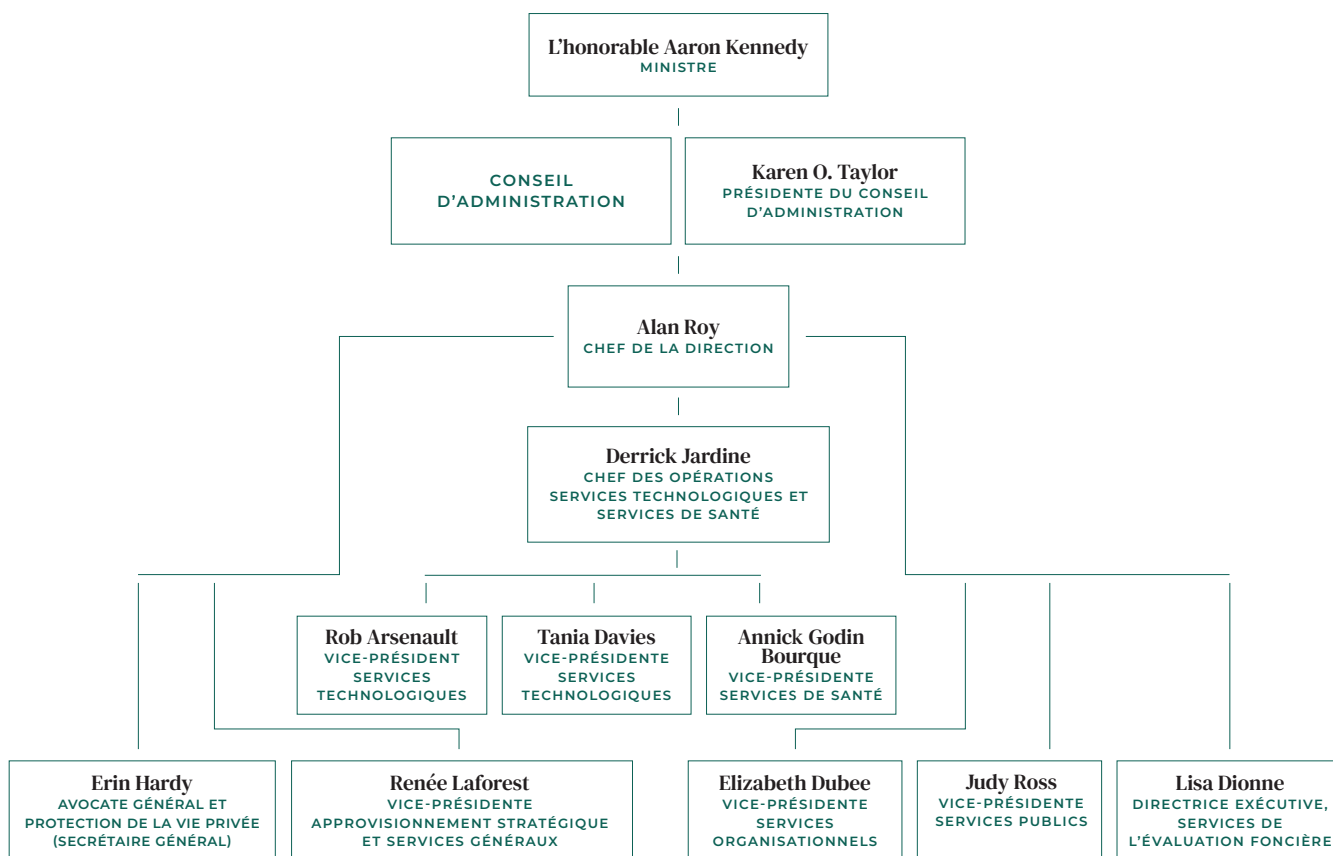 L'honorable Aaron Kennedy
MINISTRE
CONSEIL
D'ADMINISTRATION
Karen O. Taylor
PRÉSIDENTE DU CONSEIL
D'ADMINISTRATION
Alan Roy
CHEF DE LA DIRECTION
Derrick Jardine
CHEF DES OPÉRATIONS
SERVICES TECHNOLOGIQUES ET
SERVICES DE SANTÉ
Rob Arsenault
VICE-PRÉSIDENT
SERVICES
TECHNOLOGIQUES
Tania Davies
VICE-PRÉSIDENTE
SERVICES
TECHNOLOGIQUES
Annick Godin
Bourque
VICE-PRÉSIDENTE
SERVICES DE SANTÉ
Erin Hardy
AVOCATE GÉNÉRAL ET
PROTECTION DE LA VIE PRIVÉE
(SECRÉTAIRE GÉNÉRAL)
Renée Laforest
VICE-PRÉSIDENTE
APPROVISIONNEMENT STRATÉGIQUE
ET SERVICES GÉNÉRAUX
Elizabeth Dubee
VICE-PRÉSIDENTE
SERVICES
ORGANISATIONNELS
Judy Ross
VICE-PRÉSIDENTE
SERVICES PUBLICS
Lisa Dionne
DIRECTRICE EXÉCUTIVE,
SERVICES DE
L'ÉVALUATION FONCIÈRE